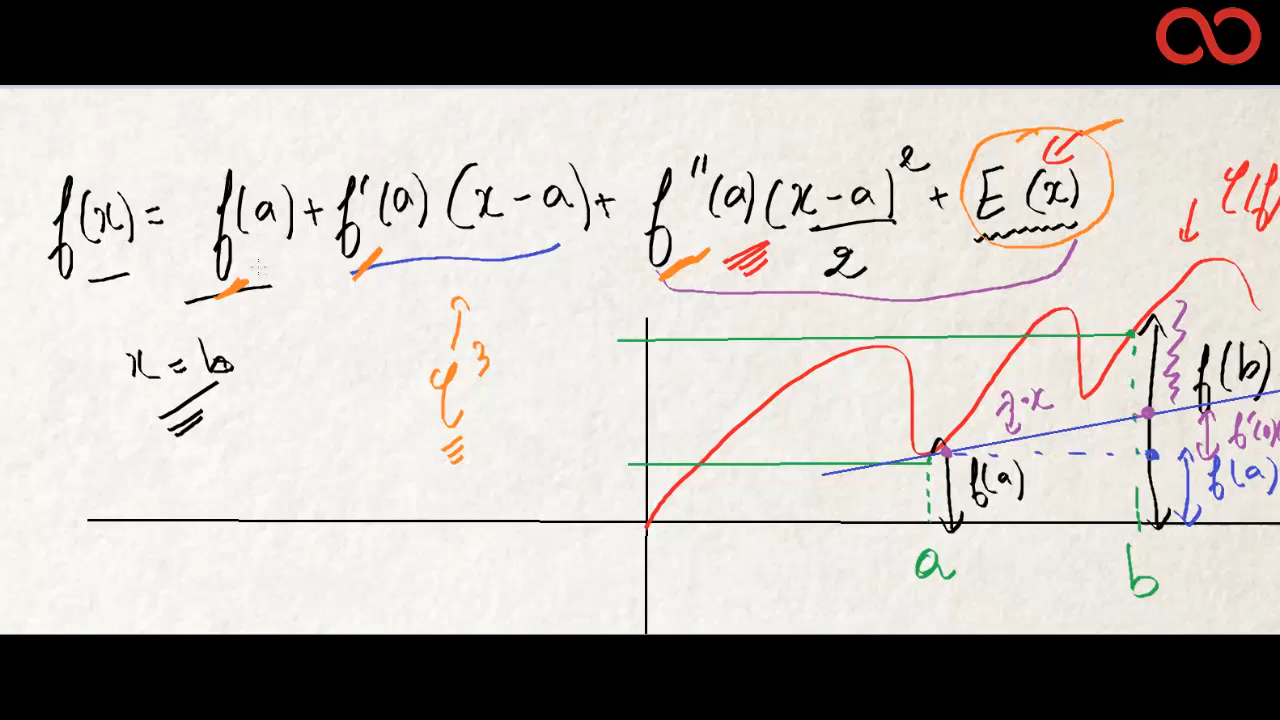 f(x) = f(a) + f'(a) (x - a) + f''(a) (x - a)^2 / 2 + E(x)
x = b
f(b)
f(a)
f(a)
a
b